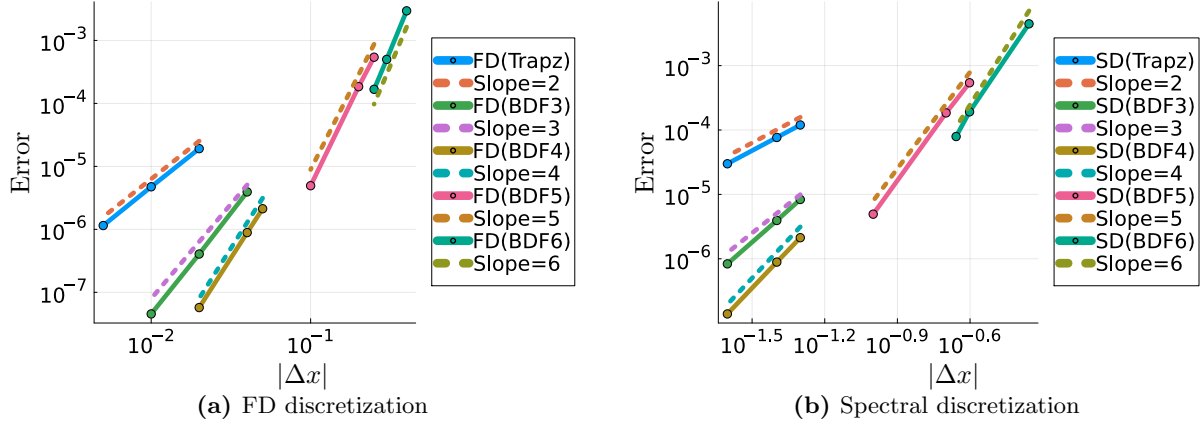 Error
10⁻³
10⁻⁴
10⁻⁵
10⁻⁶
10⁻⁷
10⁻²
10⁻¹
|Δx|
FD(Trapz)
Slope=2
FD(BDF3)
Slope=3
FD(BDF4)
Slope=4
FD(BDF5)
Slope=5
FD(BDF6)
Slope=6
(a) FD discretization
Error
10⁻³
10⁻⁴
10⁻⁵
10⁻⁶
10⁻¹·⁵
10⁻¹·²
10⁻⁰·⁹
10⁻⁰·⁶
|Δx|
SD(Trapz)
Slope=2
SD(BDF3)
Slope=3
SD(BDF4)
Slope=4
SD(BDF5)
Slope=5
SD(BDF6)
Slope=6
(b) Spectral discretization